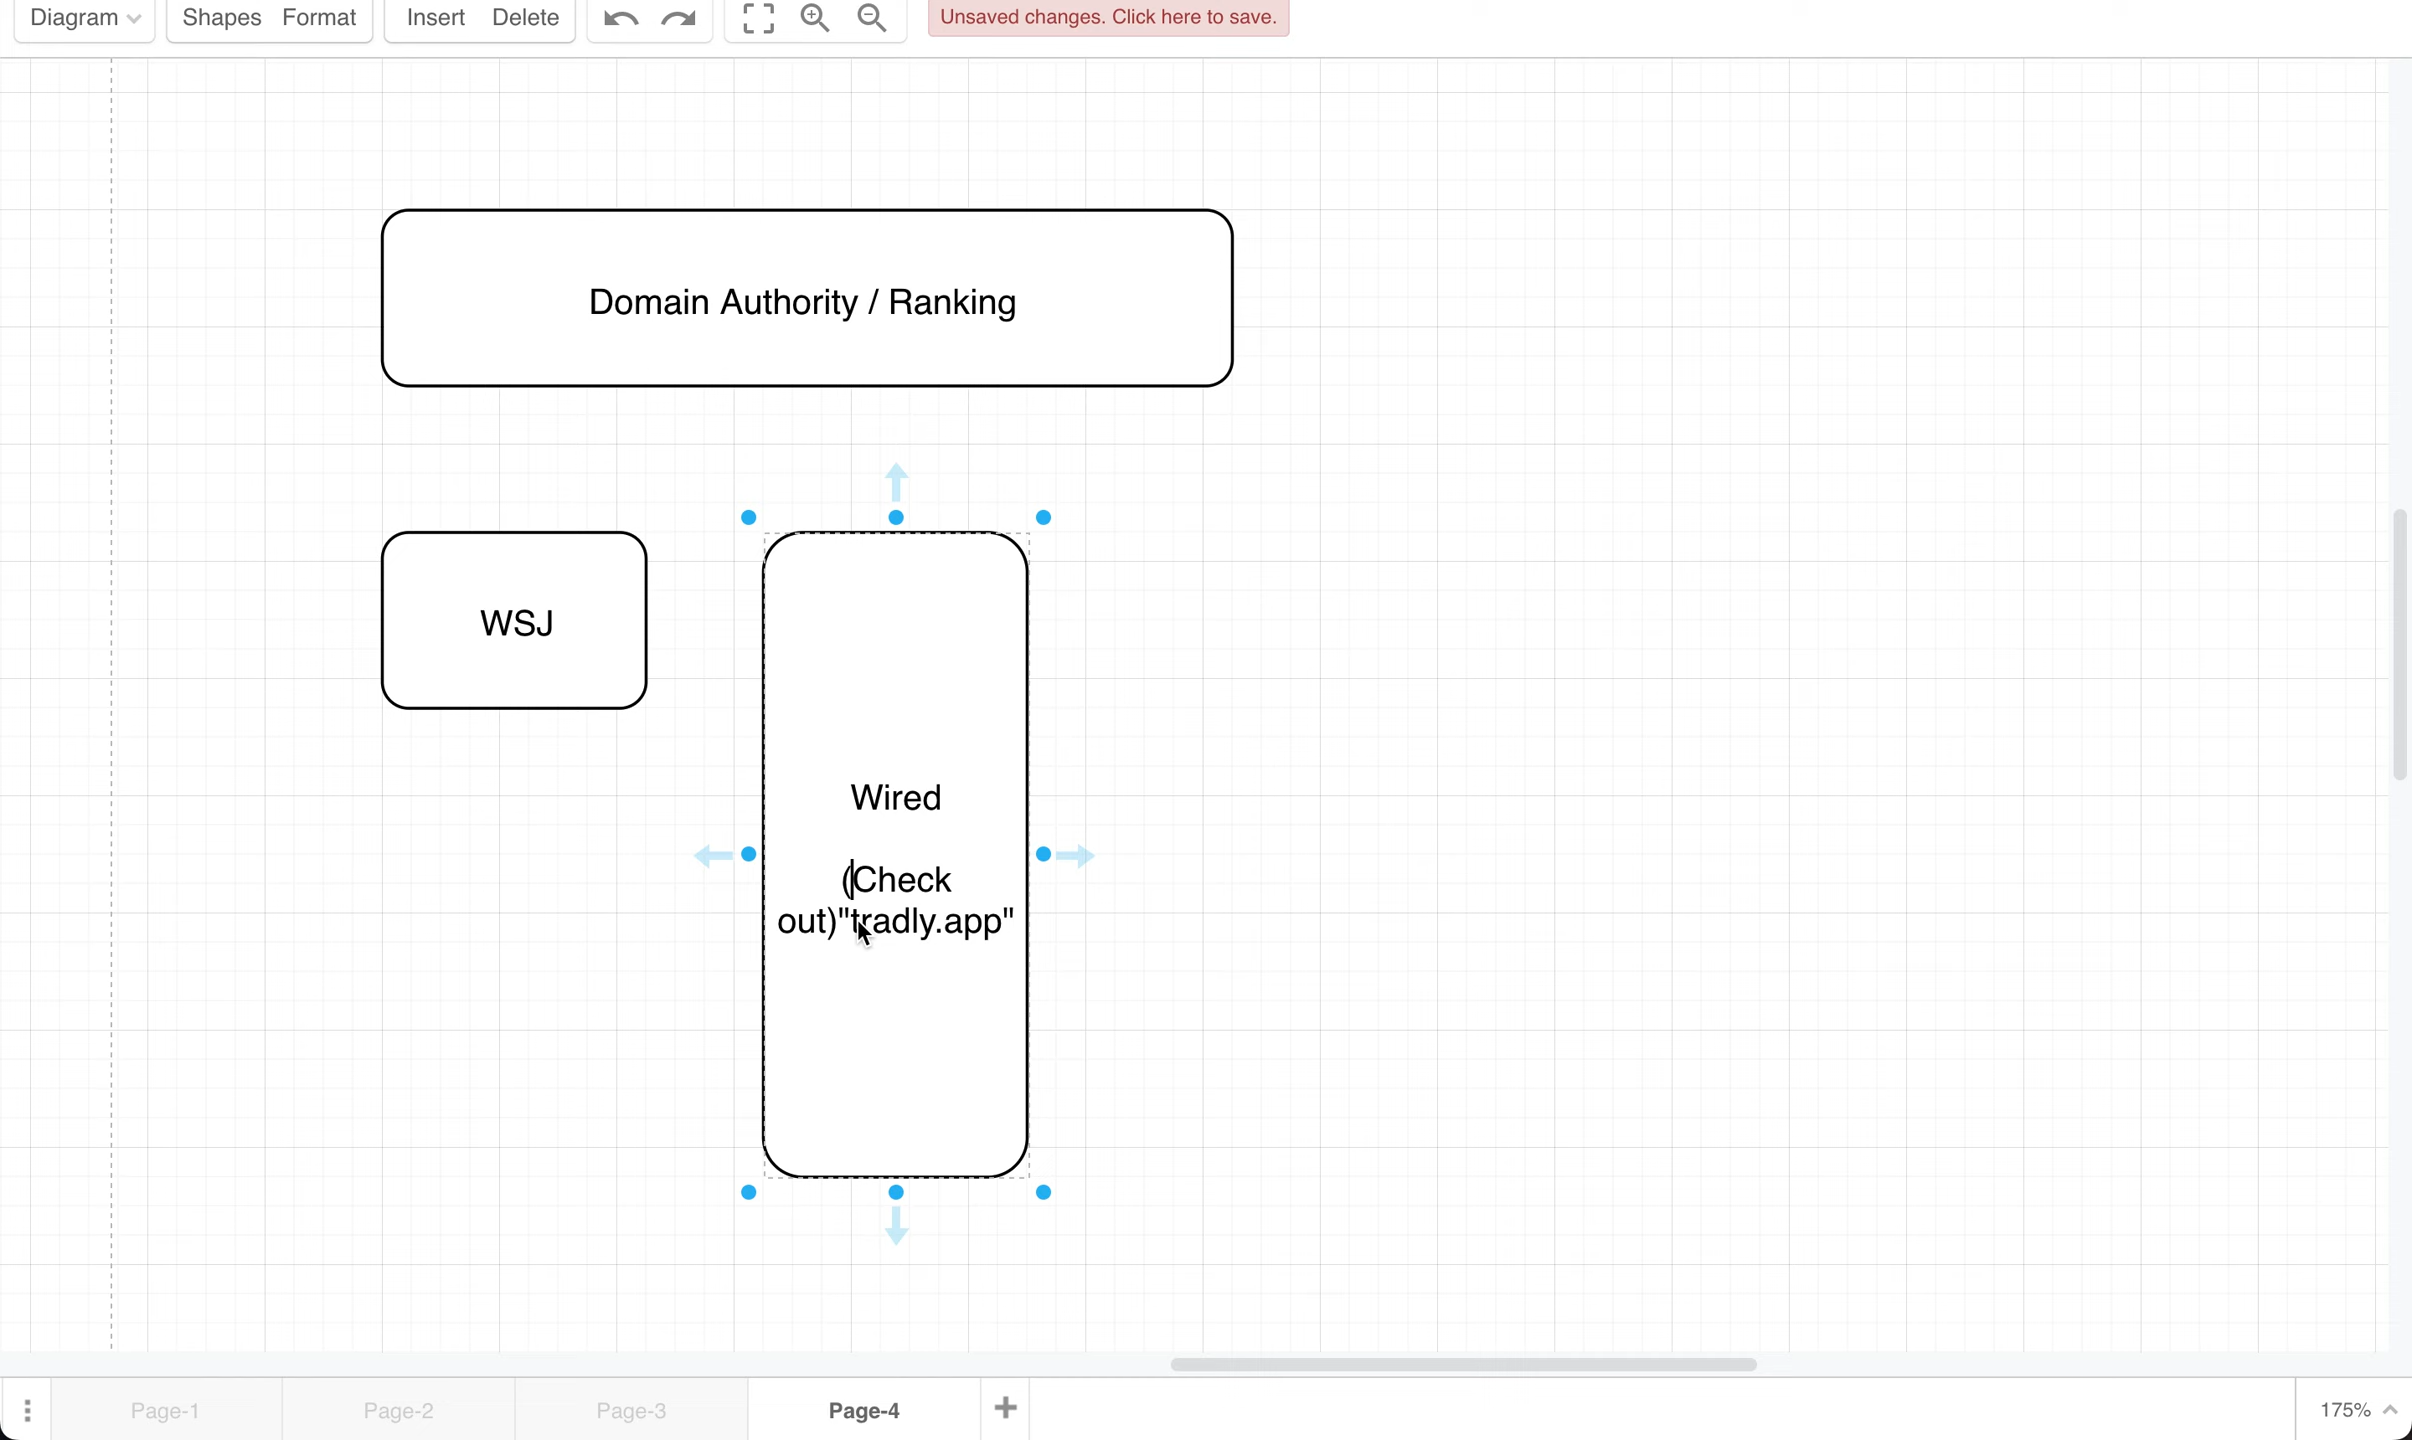 Diagram Shapes Format Insert Delete Unsaved changes. Click here to save.
Domain Authority / Ranking
WSJ
Wired
(Check
out)"tradly.app"
Page-1 Page-2 Page-3 Page-4 175%